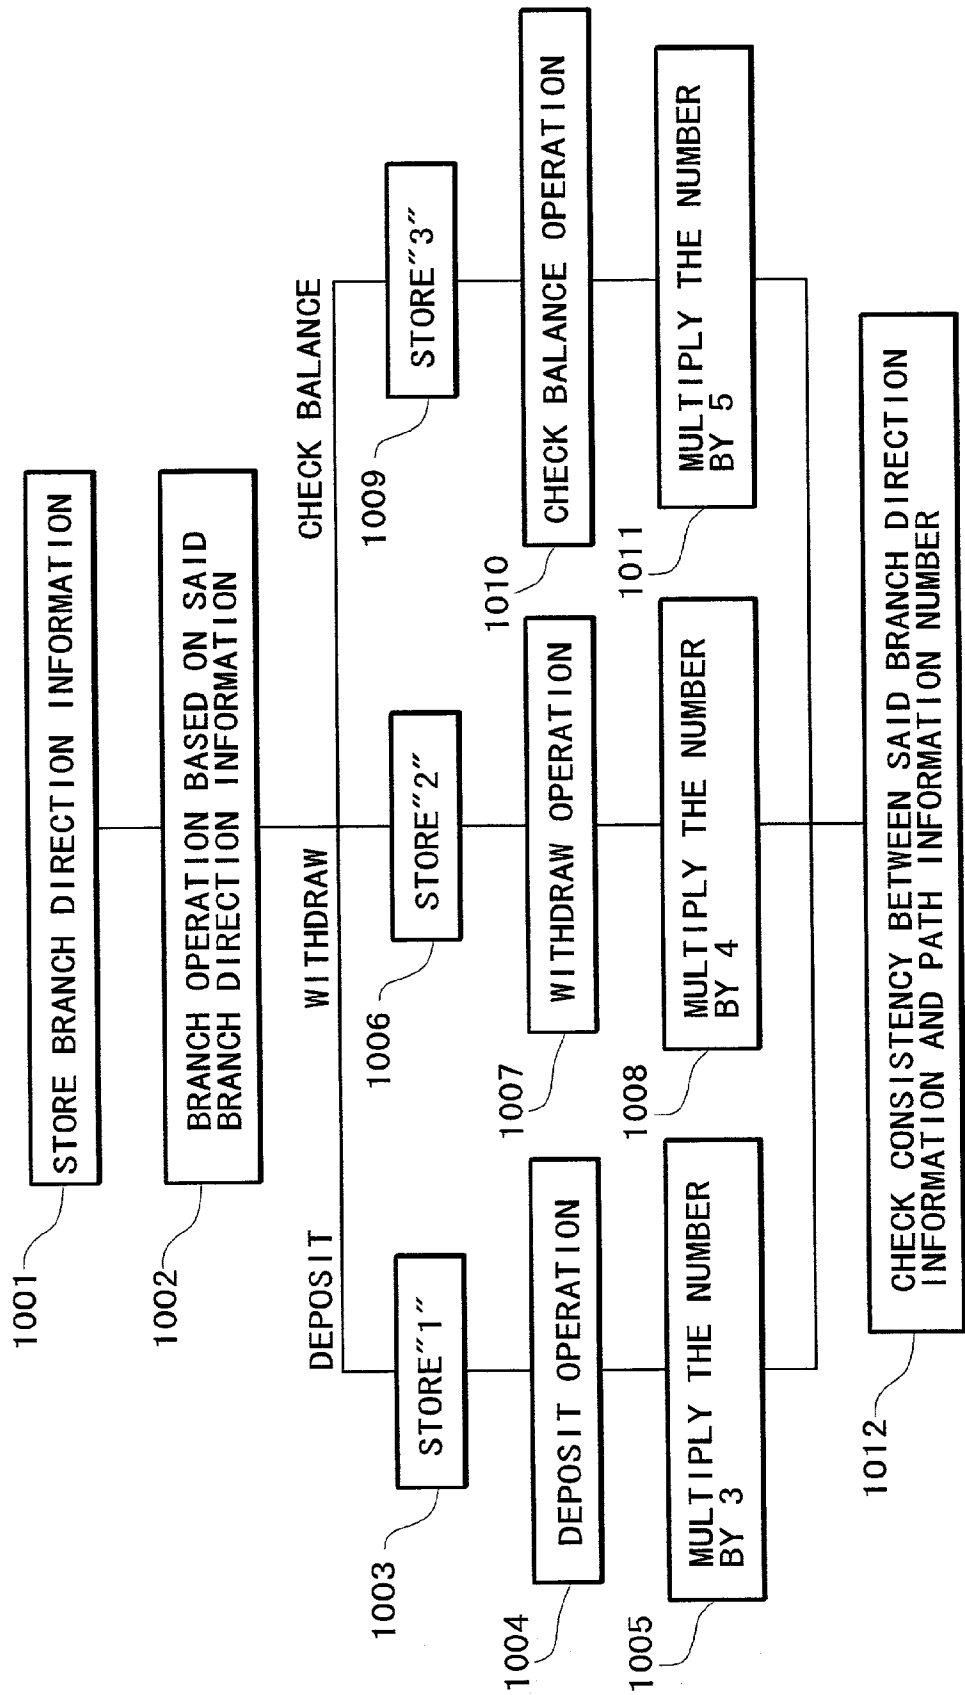 1001
STORE BRANCH DIRECTION INFORMATION
1002
BRANCH OPERATION BASED ON SAID
BRANCH DIRECTION INFORMATION
DEPOSIT
WITHDRAW
CHECK BALANCE
1003
STORE"1"
1006
STORE"2"
1009
STORE"3"
1004
DEPOSIT OPERATION
1007
WITHDRAW OPERATION
1010
CHECK BALANCE OPERATION
1005
MULTIPLY THE NUMBER
BY 3
1008
MULTIPLY THE NUMBER
BY 4
1011
MULTIPLY THE NUMBER
BY 5
1012
CHECK CONSISTENCY BETWEEN SAID BRANCH DIRECTION
INFORMATION AND PATH INFORMATION NUMBER